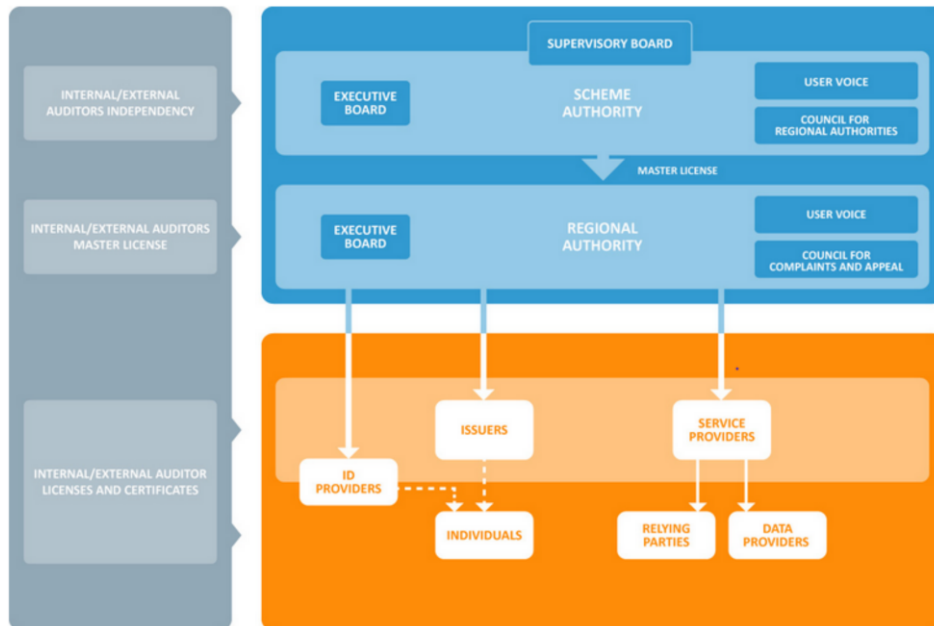 INTERNAL/EXTERNAL
AUDITORS INDEPENDENCY
INTERNAL/EXTERNAL AUDITORS
MASTER LICENSE
INTERNAL/EXTERNAL AUDITOR
LICENSES AND CERTIFICATES
SUPERVISORY BOARD
EXECUTIVE
BOARD
SCHEME
AUTHORITY
USER VOICE
COUNCIL FOR
REGIONAL AUTHORITIES
MASTER LICENSE
EXECUTIVE
BOARD
REGIONAL
AUTHORITY
USER VOICE
COUNCIL FOR
COMPLAINTS AND APPEAL
ISSUERS
SERVICE
PROVIDERS
ID
PROVIDERS
INDIVIDUALS
RELYING
PARTIES
DATA
PROVIDERS